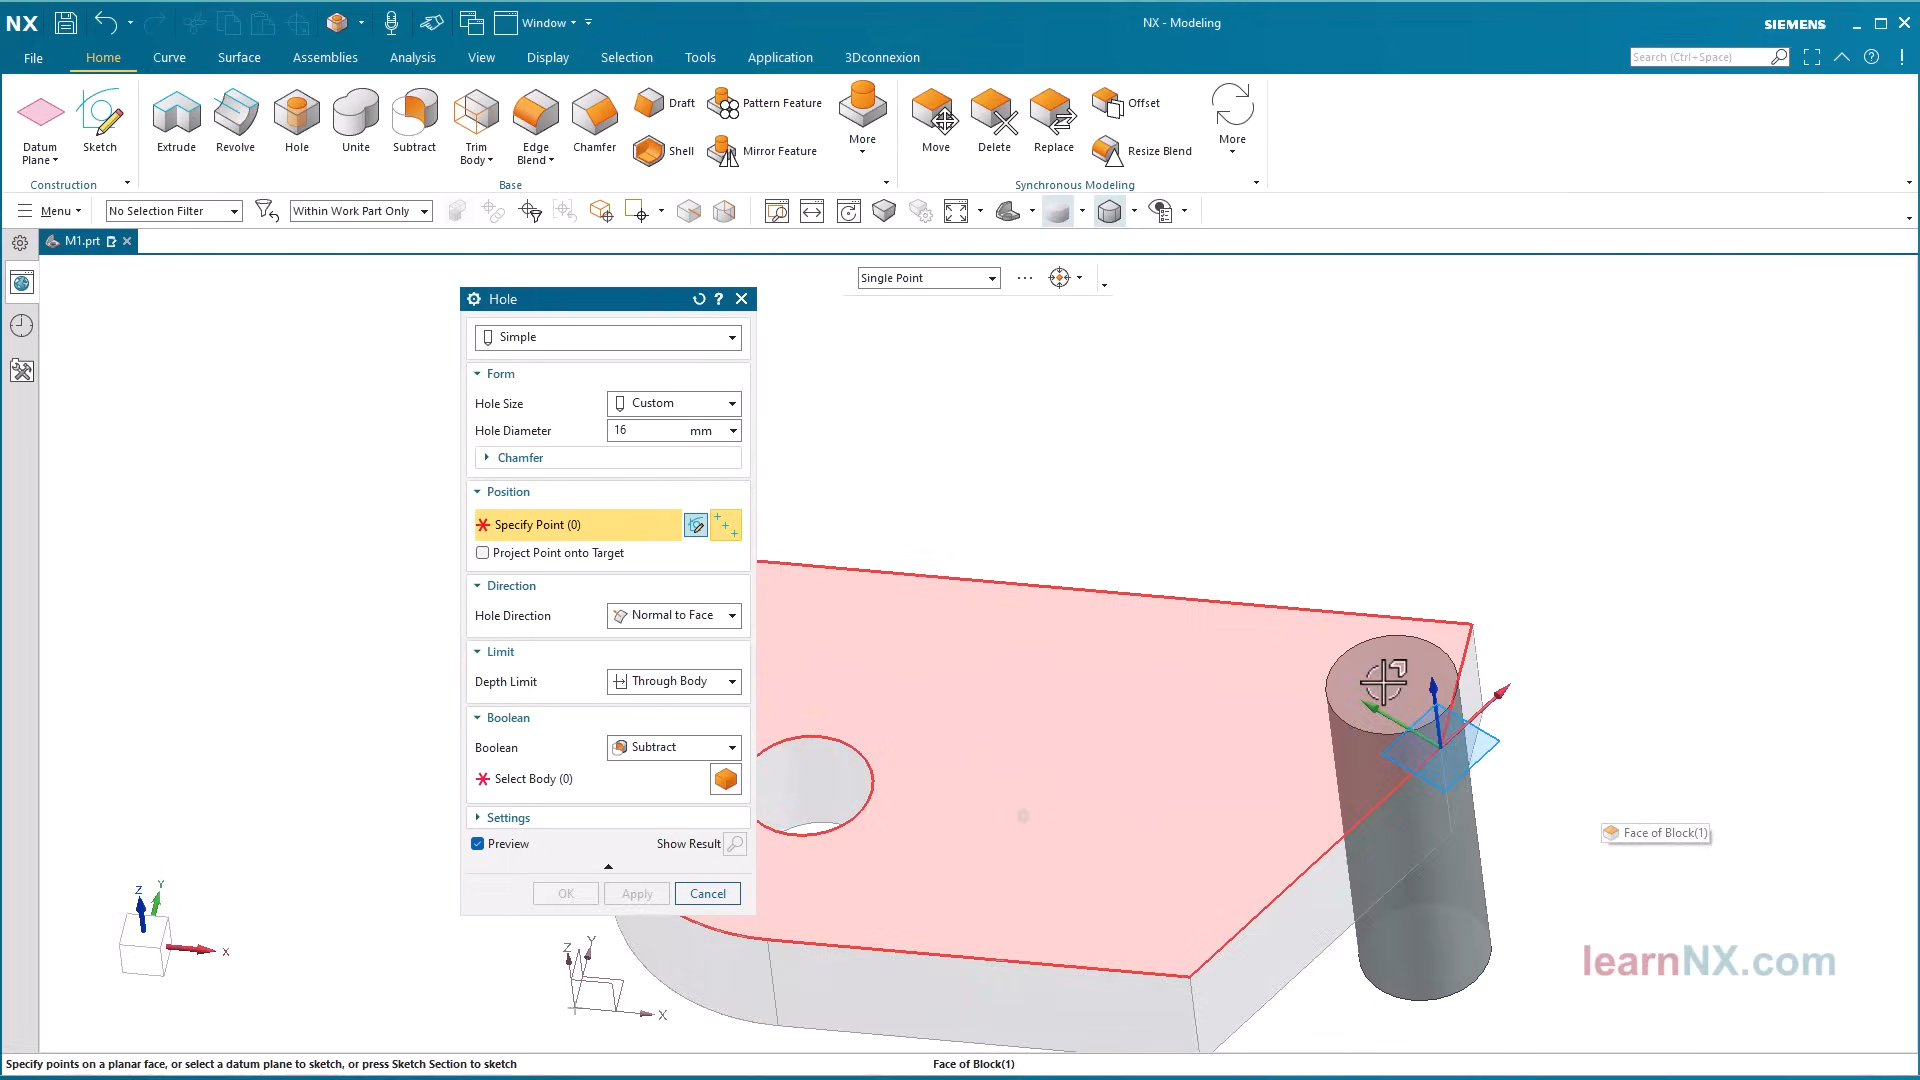 NX
Window
NX - Modeling
SIEMENS
File
Home
Curve
Surface
Assemblies
Analysis
View
Display
Selection
Tools
Application
3Dconnexion
Search (Ctrl+Space)
Datum
Plane
Sketch
Extrude
Revolve
Hole
Unite
Subtract
Trim
Body
Edge
Blend
Chamfer
Draft
Shell
Pattern Feature
Mirror Feature
More
Move
Delete
Replace
Offset
Resize Blend
More
Construction
Base
Synchronous Modeling
Menu
No Selection Filter
Within Work Part Only
M1.prt
Single Point
Hole
Simple
Form
Hole Size
Custom
Hole Diameter
16 mm
Chamfer
Position
Specify Point (0)
Project Point onto Target
Direction
Hole Direction
Normal to Face
Limit
Depth Limit
Through Body
Boolean
Boolean
Subtract
Select Body (0)
Settings
Preview
Show Result
OK
Apply
Cancel
Face of Block(1)
Z
Y
X
Z
Y
X
learnNX.com
Specify points on a planar face, or select a datum plane to sketch, or press Sketch Section to sketch
Face of Block(1)